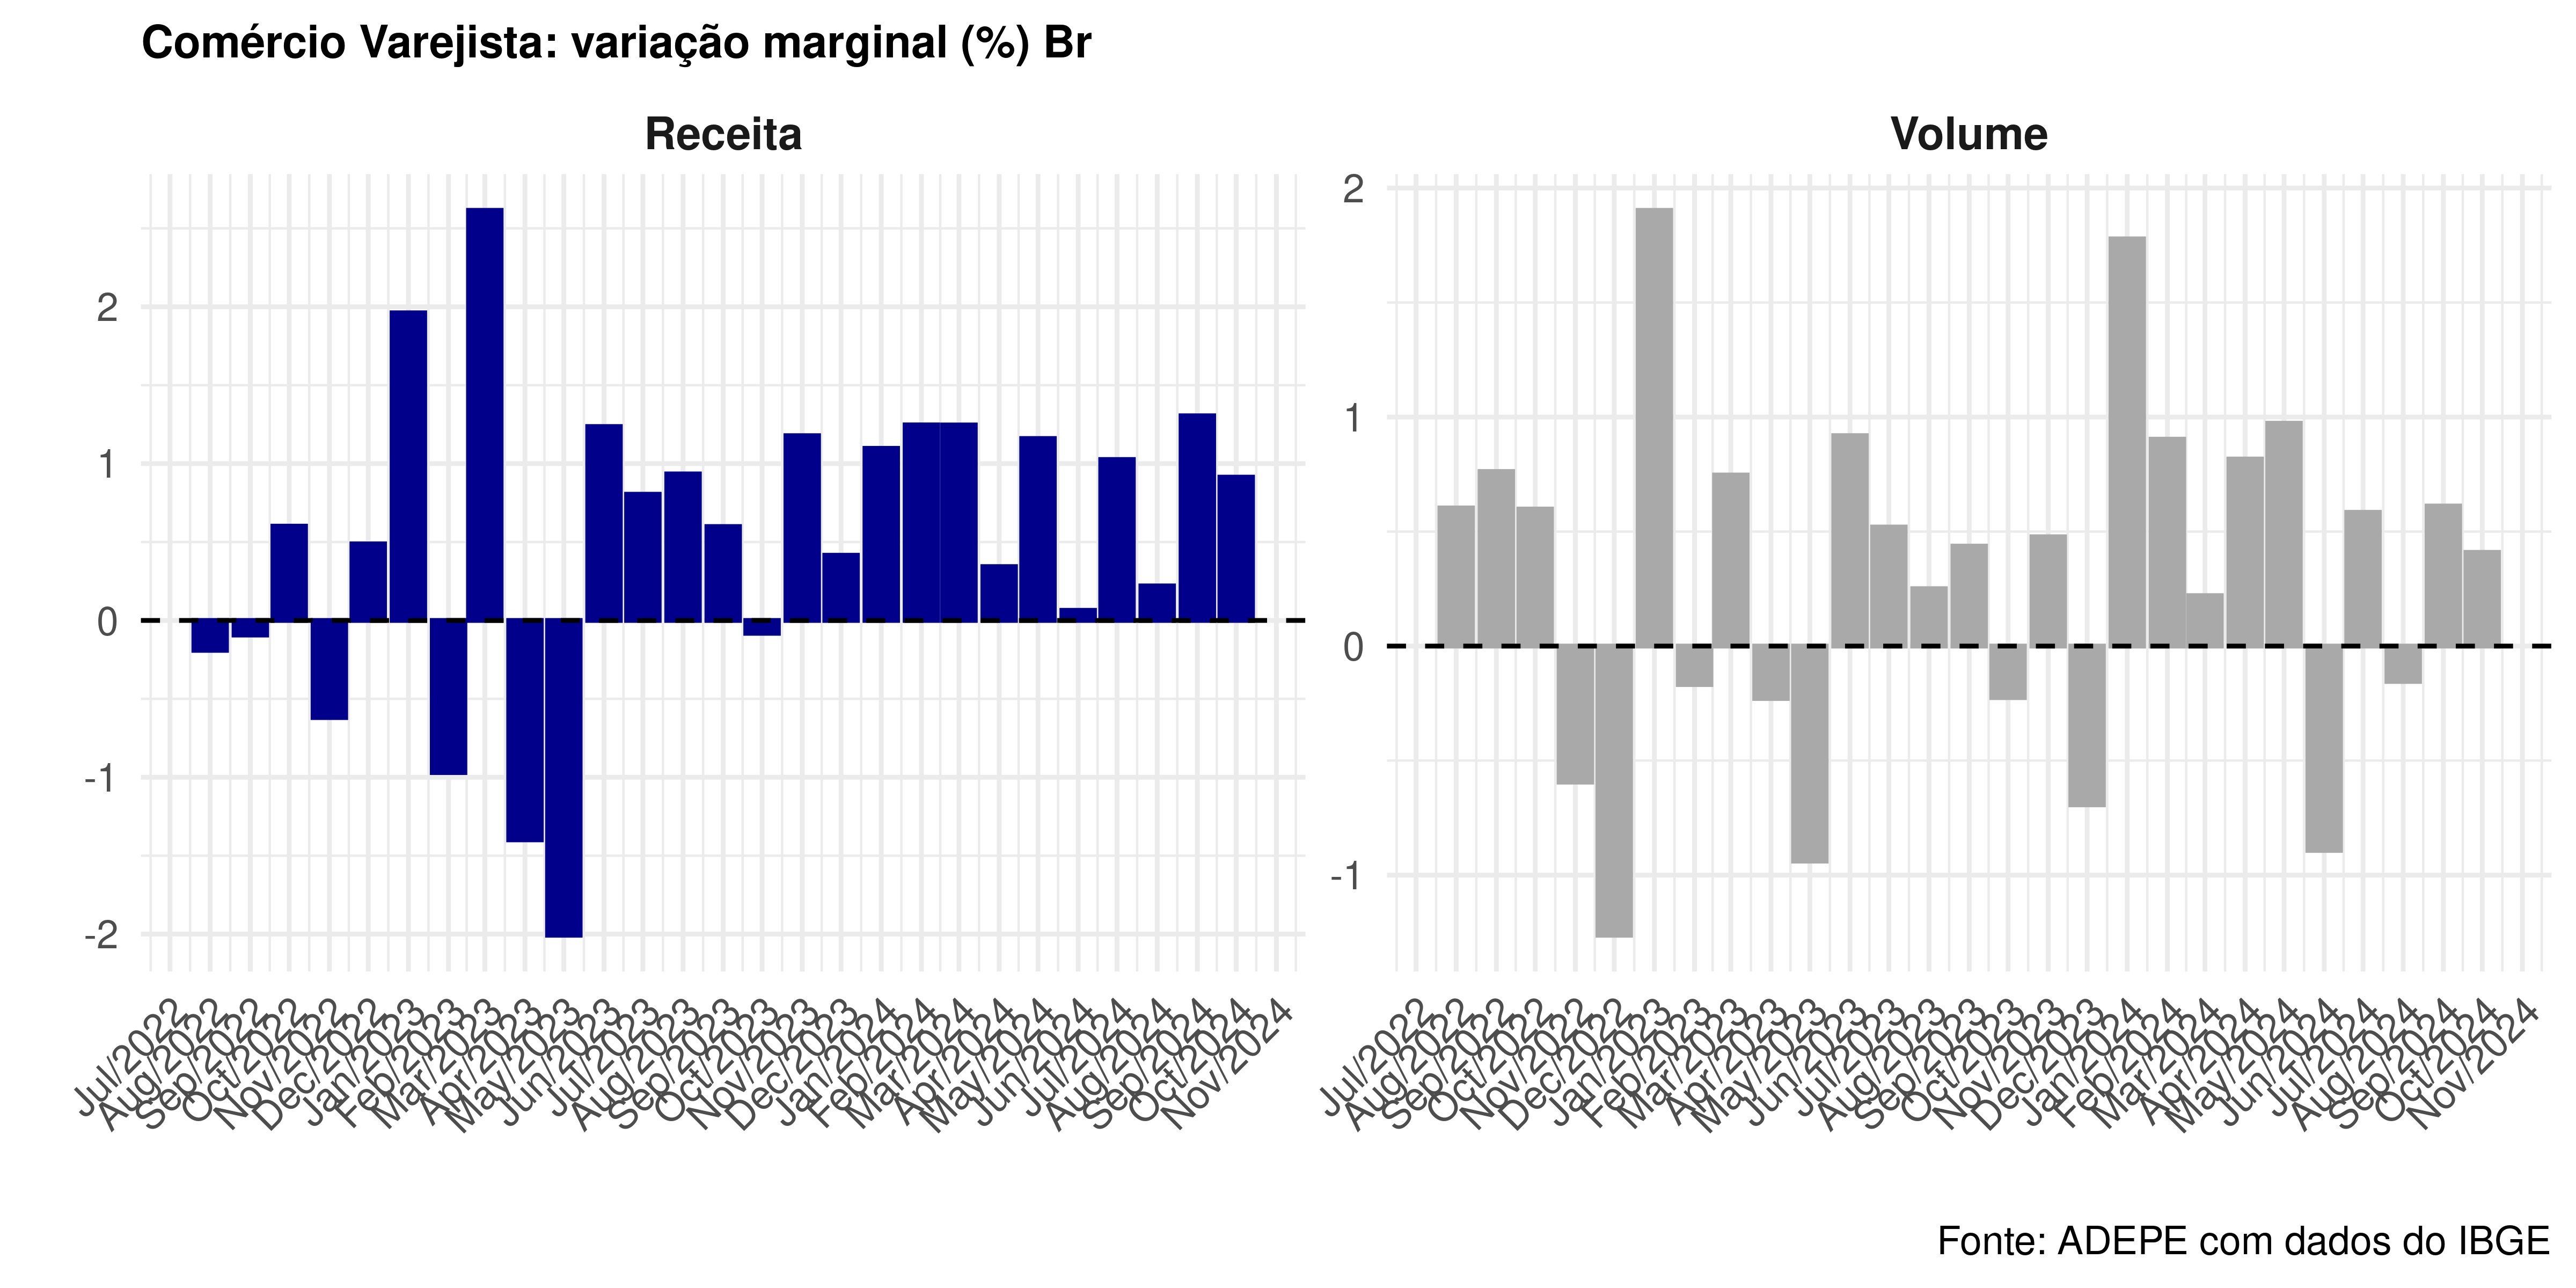 Comércio Varejista: variação marginal (%) Br
Receita
Volume
2
1
0
-1
-2
2
1
0
-1
Jul/2022
Aug/2022
Sep/2022
Oct/2022
Nov/2022
Dec/2022
Jan/2023
Feb/2023
Mar/2023
Apr/2023
May/2023
Jun/2023
Jul/2023
Aug/2023
Sep/2023
Oct/2023
Nov/2023
Dec/2023
Jan/2024
Feb/2024
Mar/2024
Apr/2024
May/2024
Jun/2024
Jul/2024
Aug/2024
Sep/2024
Oct/2024
Nov/2024
Jul/2022
Aug/2022
Sep/2022
Oct/2022
Nov/2022
Dec/2022
Jan/2023
Feb/2023
Mar/2023
Apr/2023
May/2023
Jun/2023
Jul/2023
Aug/2023
Sep/2023
Oct/2023
Nov/2023
Dec/2023
Jan/2024
Feb/2024
Mar/2024
Apr/2024
May/2024
Jun/2024
Jul/2024
Aug/2024
Sep/2024
Oct/2024
Nov/2024
Fonte: ADEPE com dados do IBGE